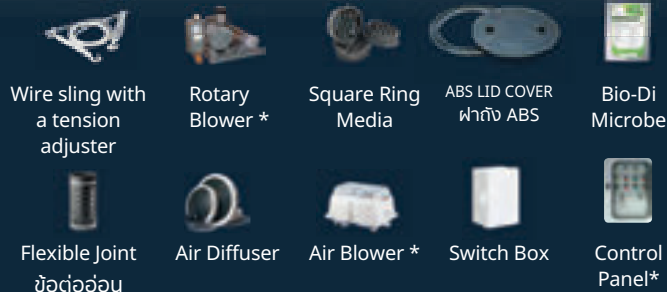 Wire sling with
a tension
adjuster
Rotary
Blower *
Square Ring
Media
ABS LID COVER
ฝาถัง ABS
Bio-Di
Microbe
Flexible Joint
ข้อต่ออ่อน
Air Diffuser
Air Blower *
Switch Box
Control
Panel*